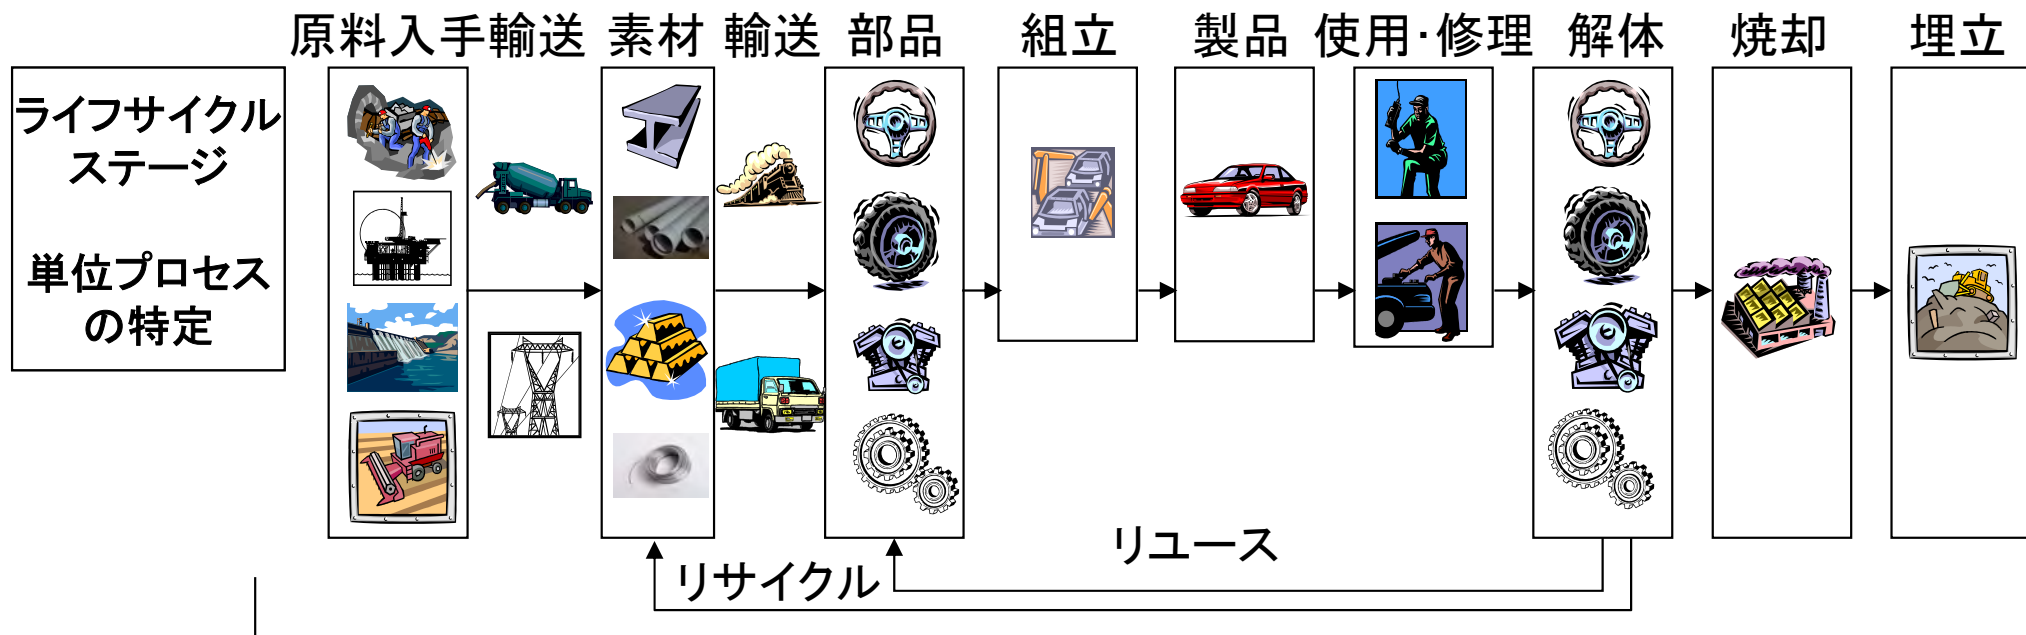 原料入手 輸送 素材 輸送 部品 組立 製品 使用・修理 解体 焼却 埋立
ライフサイクル
ステージ
単位プロセス
の特定
リユース
リサイクル